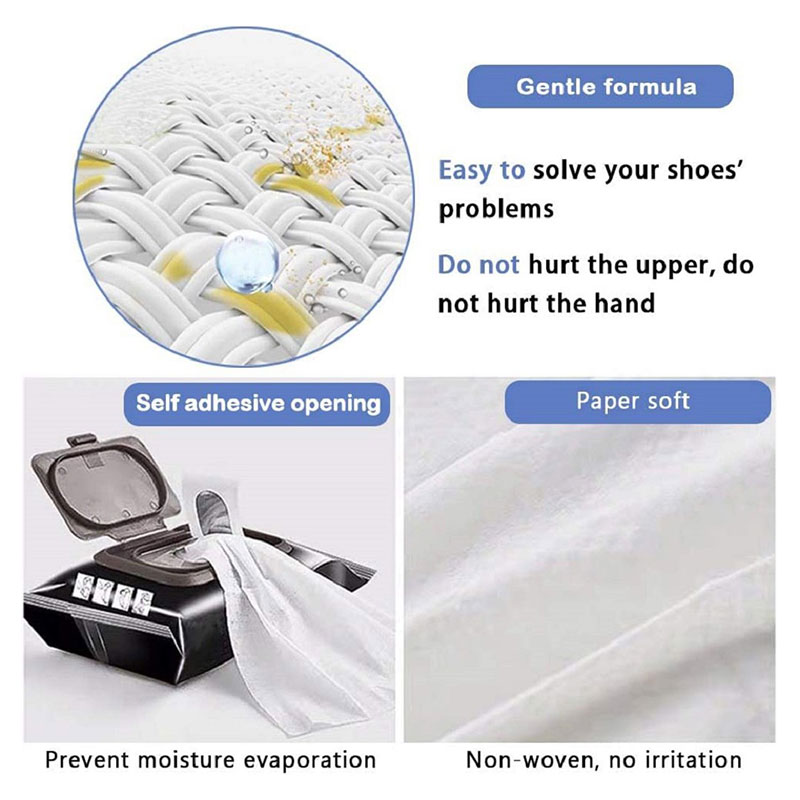 Gentle formula
Easy to solve your shoes’
problems
Do not hurt the upper, do
not hurt the hand
Self adhesive opening
Paper soft
Prevent moisture evaporation
Non-woven, no irritation